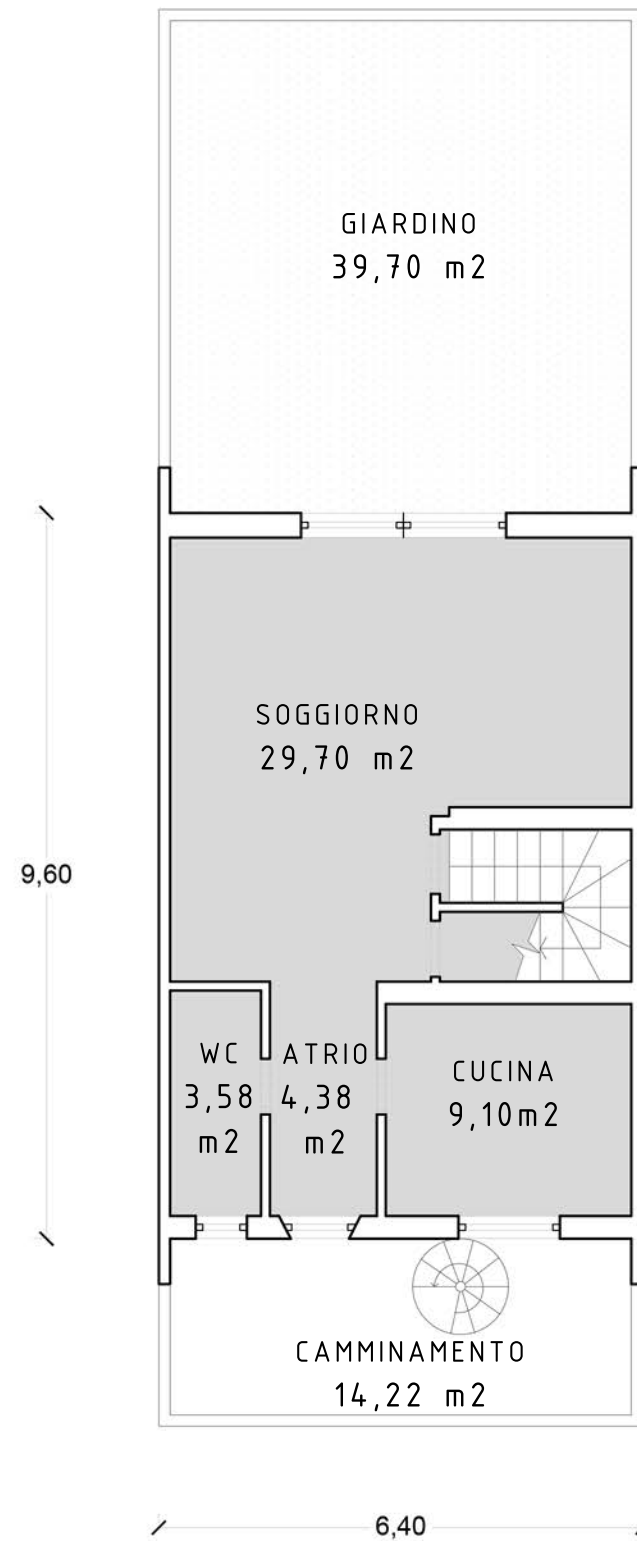 GIARDINO
39,70 m2
SOGGIORNO
29,70 m2
9,60
WC
3,58
m2
ATRIO
4,38
m2
CUCINA
9,10m2
CAMMINAMENTO
14,22 m2
6,40